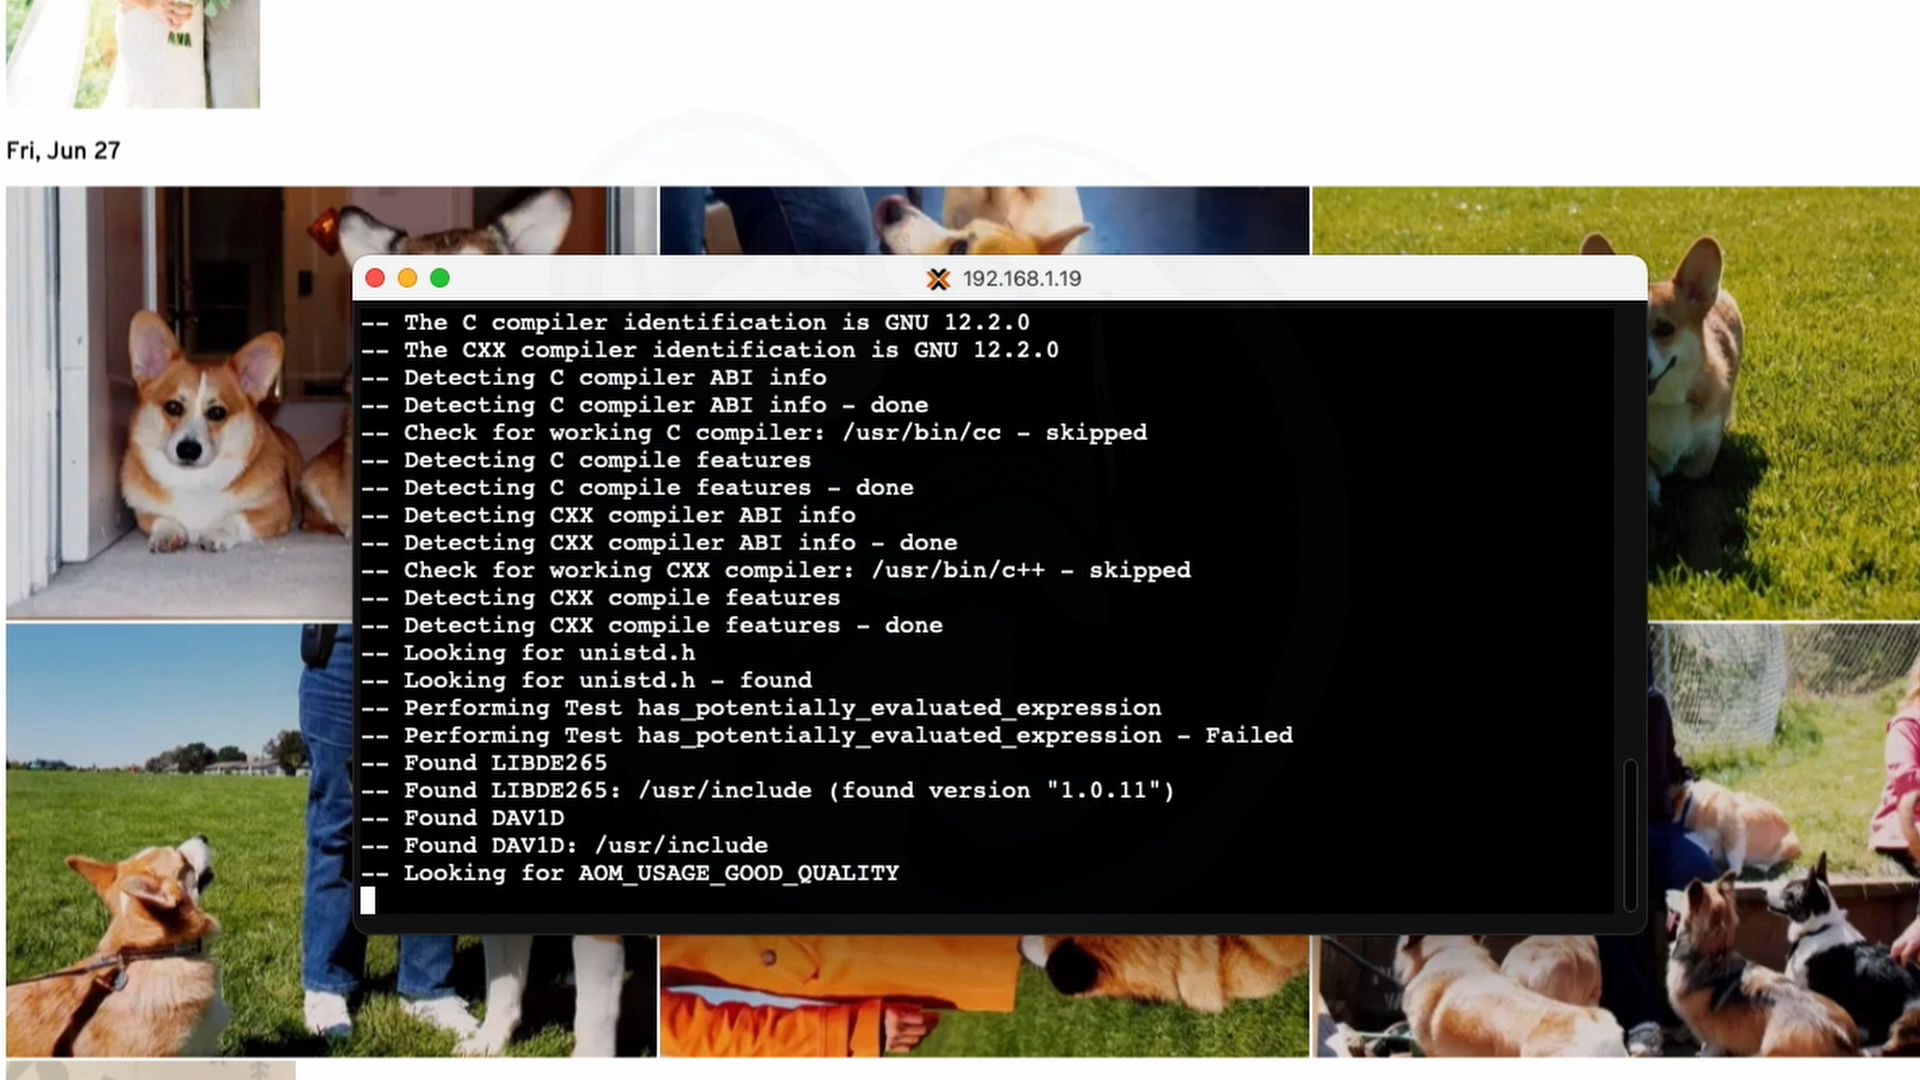 AVA
Fri, Jun 27
192.168.1.19
-- The C compiler identification is GNU 12.2.0
-- The CXX compiler identification is GNU 12.2.0
-- Detecting C compiler ABI info
-- Detecting C compiler ABI info - done
-- Check for working C compiler: /usr/bin/cc - skipped
-- Detecting C compile features
-- Detecting C compile features - done
-- Detecting CXX compiler ABI info
-- Detecting CXX compiler ABI info - done
-- Check for working CXX compiler: /usr/bin/c++ - skipped
-- Detecting CXX compile features
-- Detecting CXX compile features - done
-- Looking for unistd.h
-- Looking for unistd.h - found
-- Performing Test has_potentially_evaluated_expression
-- Performing Test has_potentially_evaluated_expression - Failed
-- Found LIBDE265
-- Found LIBDE265: /usr/include (found version "1.0.11")
-- Found DAV1D
-- Found DAV1D: /usr/include
-- Looking for AOM_USAGE_GOOD_QUALITY